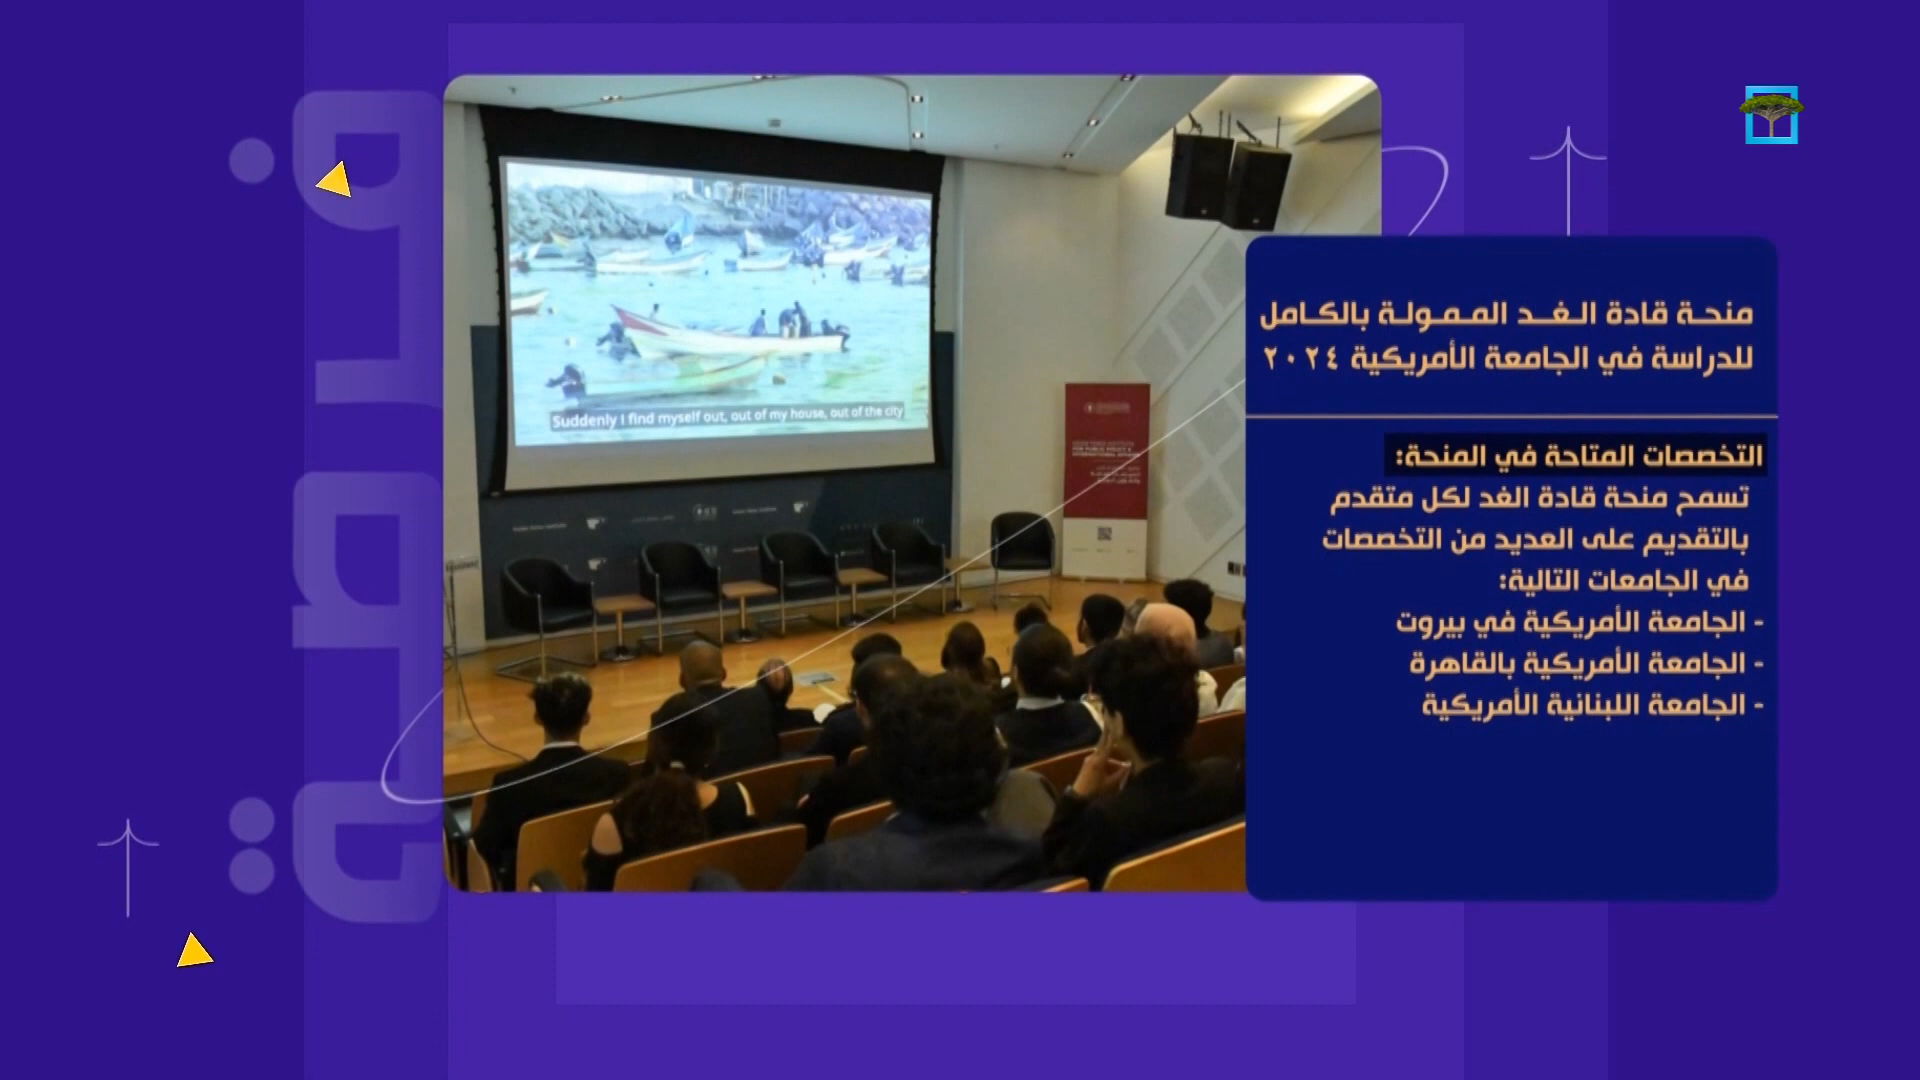 منحة قادة الغد الممولة بالكامل
للدراسة في الجامعة الأمريكية ٢٠٢٤
التخصصات المتاحة في المنحة:
تسمح منحة قادة الغد لكل متقدم
بالتقديم على العديد من التخصصات
في الجامعات التالية:
- الجامعة الأمريكية في بيروت
- الجامعة الأمريكية بالقاهرة
- الجامعة اللبنانية الأمريكية
Suddenly I find myself out, out of my house, out of the city
فرصة